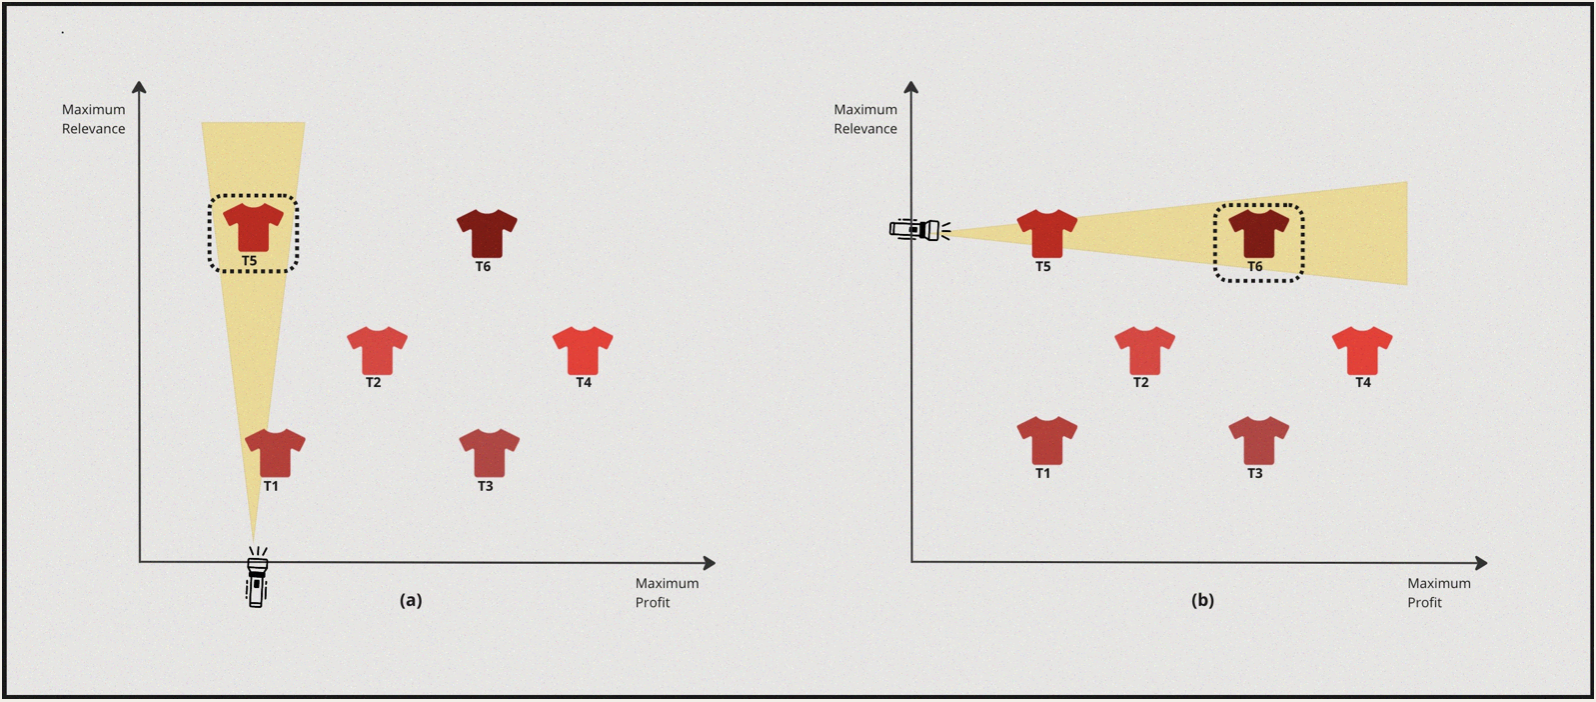 Maximum
Relevance
T5
T6
T2
T4
T1
T3
Maximum
Profit
(a)
Maximum
Relevance
T5
T6
T2
T4
T1
T3
Maximum
Profit
(b)